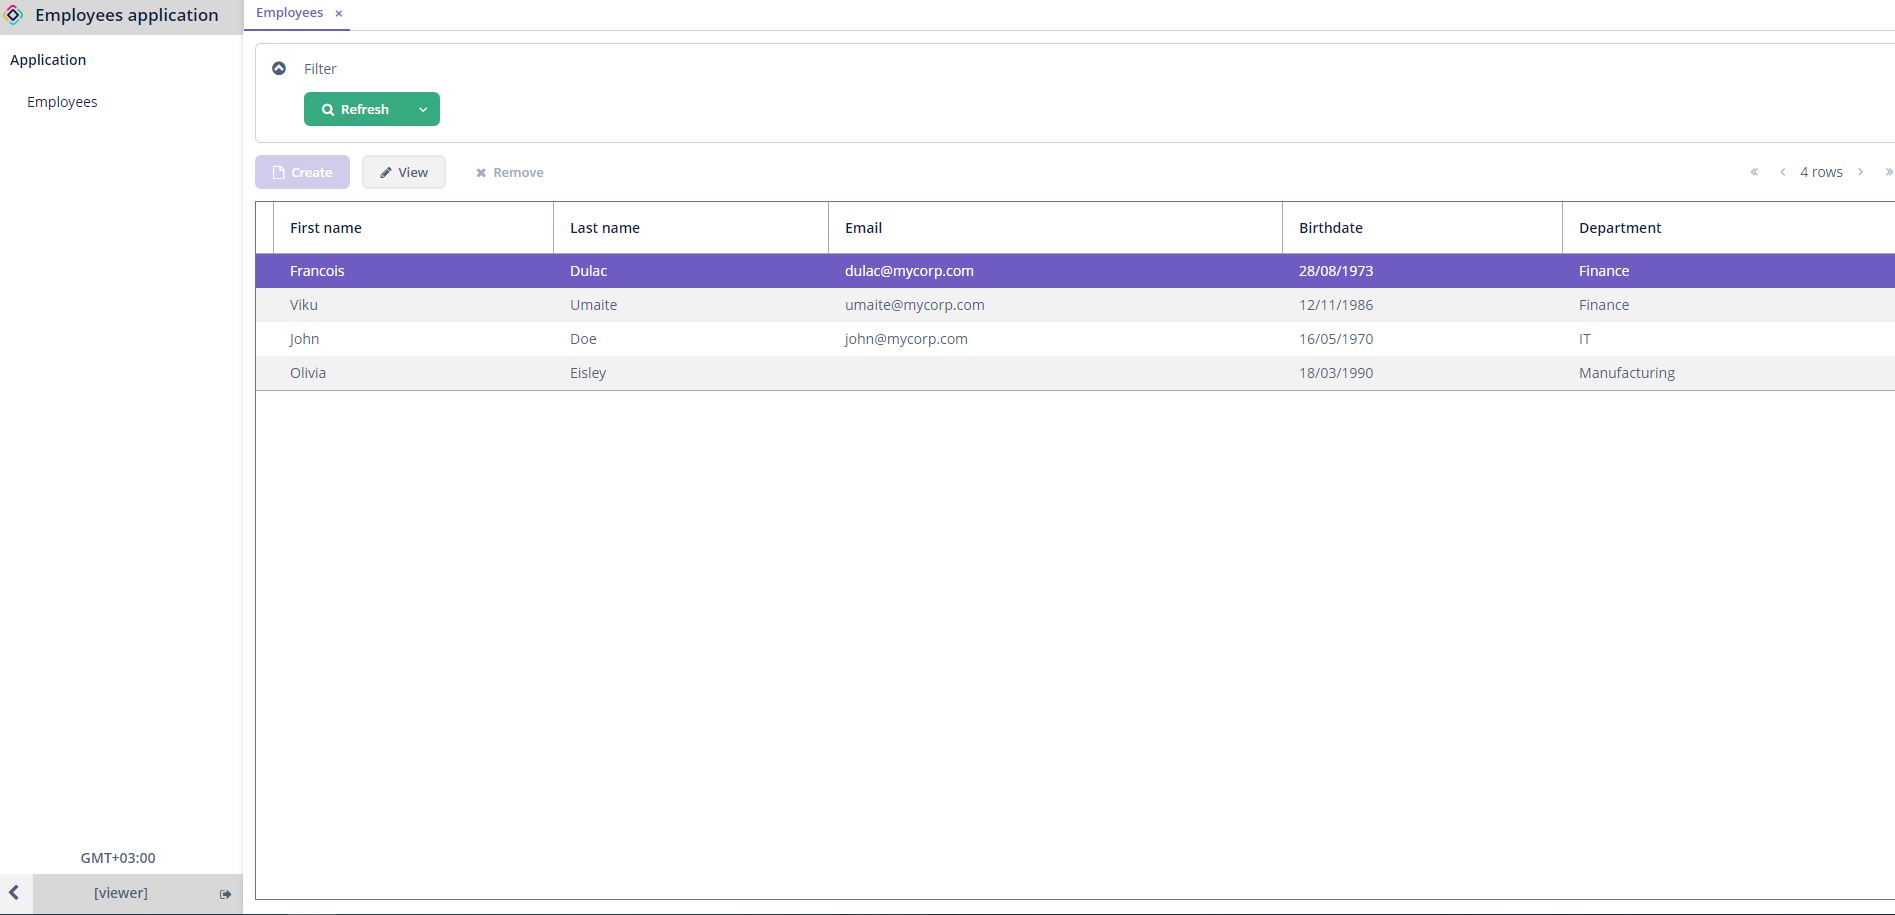 Employees application
Employees ×
Application
Employees
Filter
Refresh
Create View Remove
« ‹ 4 rows › »
First name Last name Email Birthdate Department
Francois Dulac dulac@mycorp.com 28/08/1973 Finance
Viku Umaite umaite@mycorp.com 12/11/1986 Finance
John Doe john@mycorp.com 16/05/1970 IT
Olivia Eisley 18/03/1990 Manufacturing
GMT+03:00
[viewer]